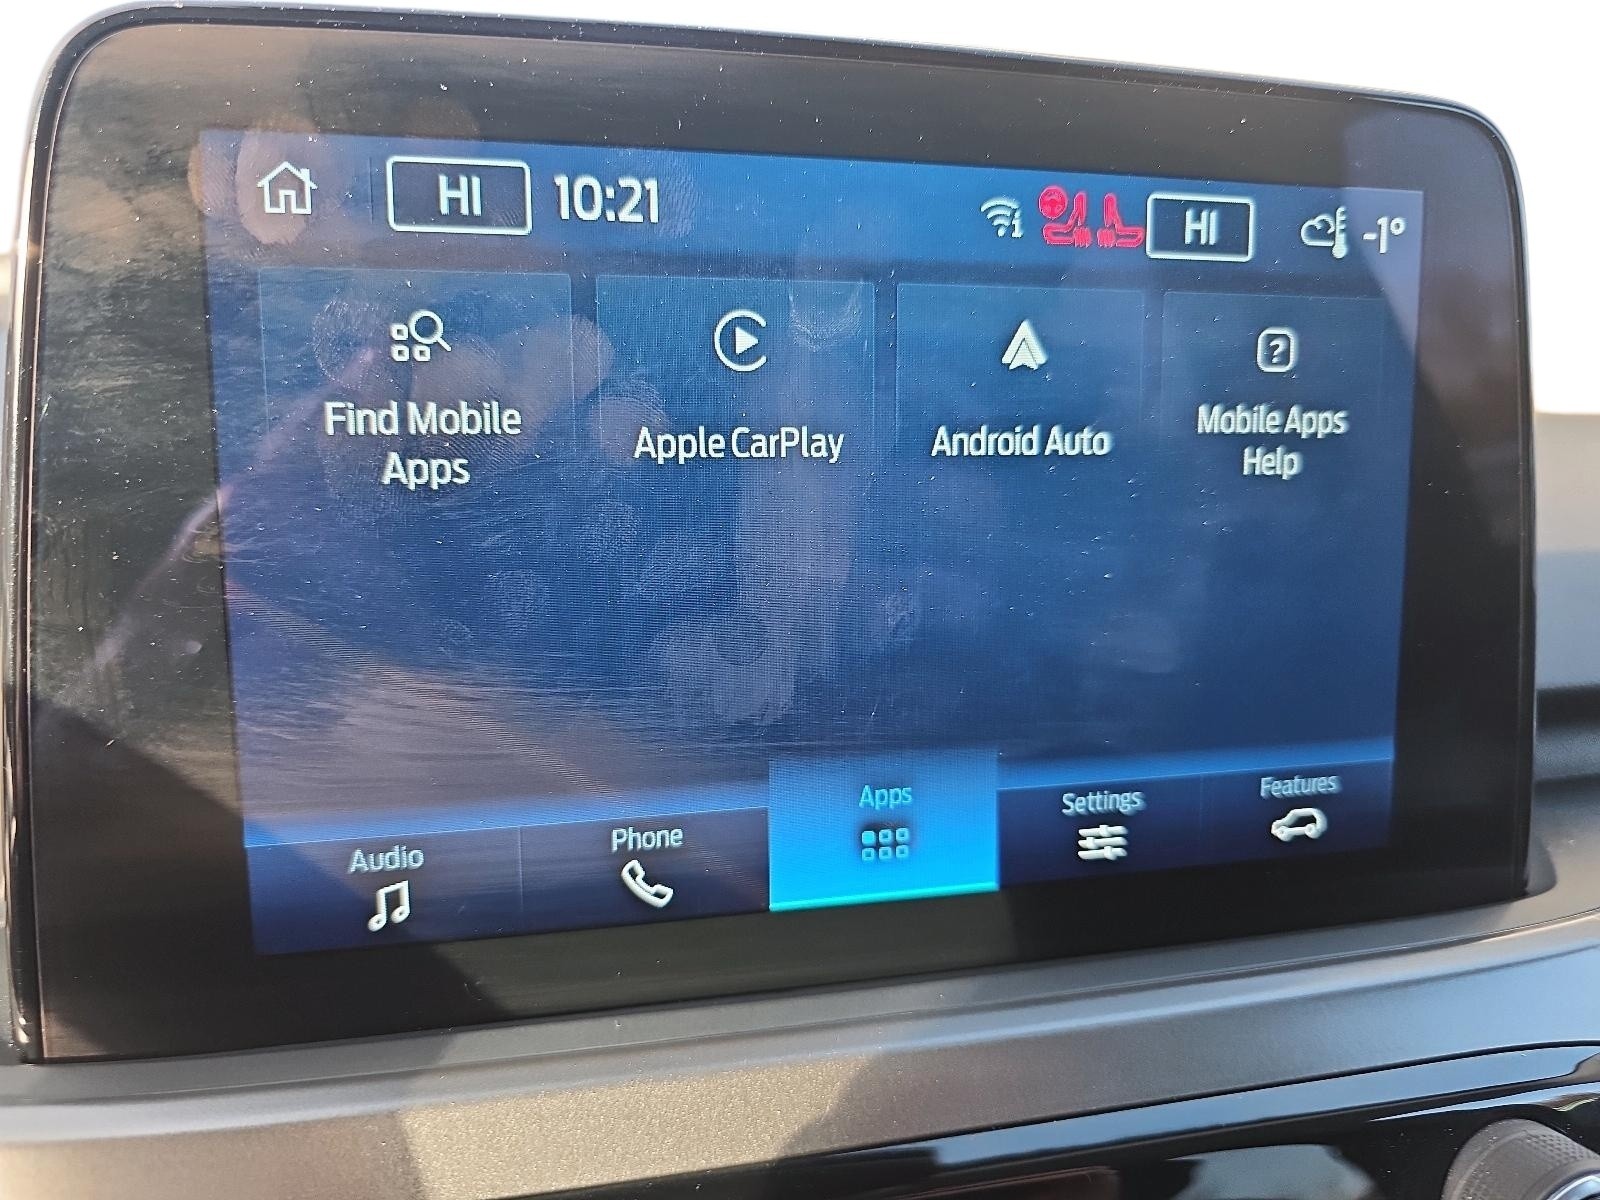 HI 10:21 HI -1°
Find Mobile
Apps
Apple CarPlay
Android Auto
Mobile Apps
Help
Audio
Phone
Apps
Settings
Features